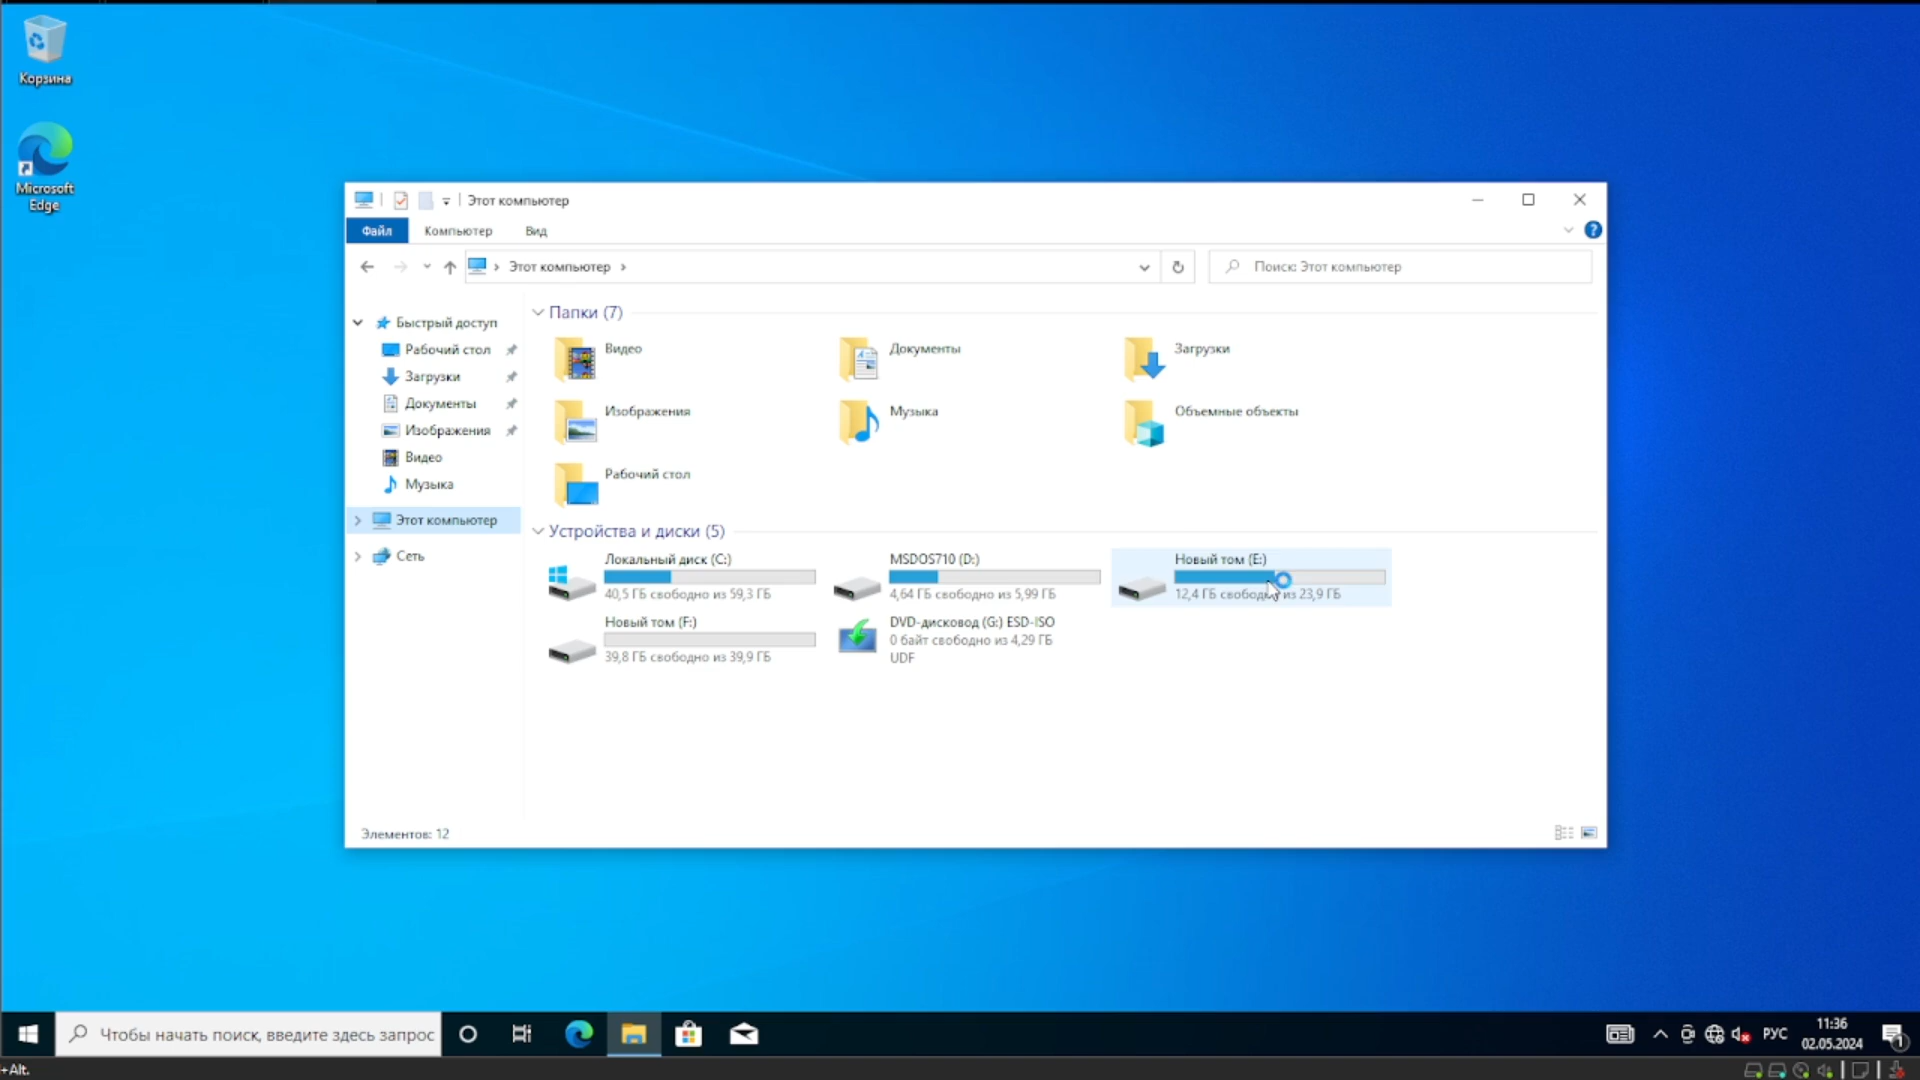 Корзина
Microsoft
Edge
Этот компьютер
Файл
Компьютер
Вид
?
Этот компьютер
Поиск: Этот компьютер
Быстрый доступ
Рабочий стол
Загрузки
Документы
Изображения
Видео
Музыка
Этот компьютер
Сеть
Папки (7)
Видео
Документы
Загрузки
Изображения
Музыка
Объемные объекты
Рабочий стол
Устройства и диски (5)
Локальный диск (C:)
40,5 ГБ свободно из 59,3 ГБ
MSDOS710 (D:)
4,64 ГБ свободно из 5,99 ГБ
Новый том (E:)
12,4 ГБ свободно из 23,9 ГБ
Новый том (F:)
39,8 ГБ свободно из 39,9 ГБ
DVD-дисковод (G:) ESD-ISO
0 байт свободно из 4,29 ГБ
UDF
Элементов: 12
Чтобы начать поиск, введите здесь запрос
РУС
11:36
02.05.2024
1
+Alt.